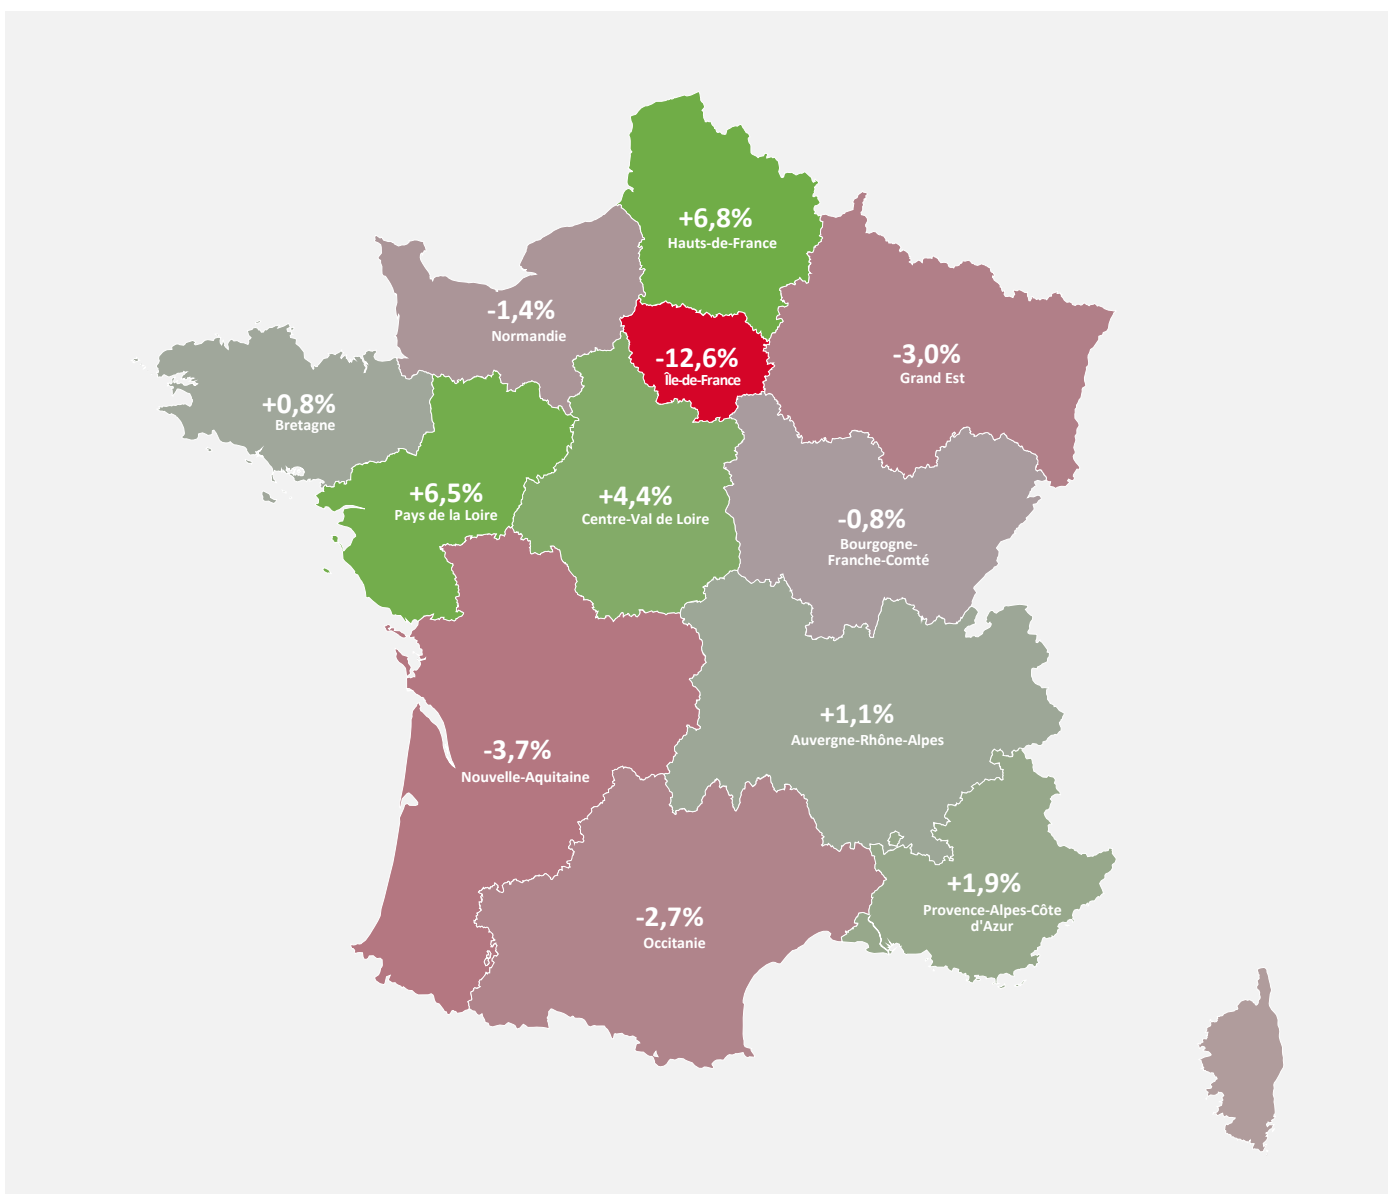 +6,8%
Hauts-de-France
-1,4%
Normandie
-12,6%
Île-de-France
-3,0%
Grand Est
+0,8%
Bretagne
+6,5%
Pays de la Loire
+4,4%
Centre-Val de Loire
-0,8%
Bourgogne-
Franche-Comté
-3,7%
Nouvelle-Aquitaine
+1,1%
Auvergne-Rhône-Alpes
-2,7%
Occitanie
+1,9%
Provence-Alpes-Côte
d'Azur